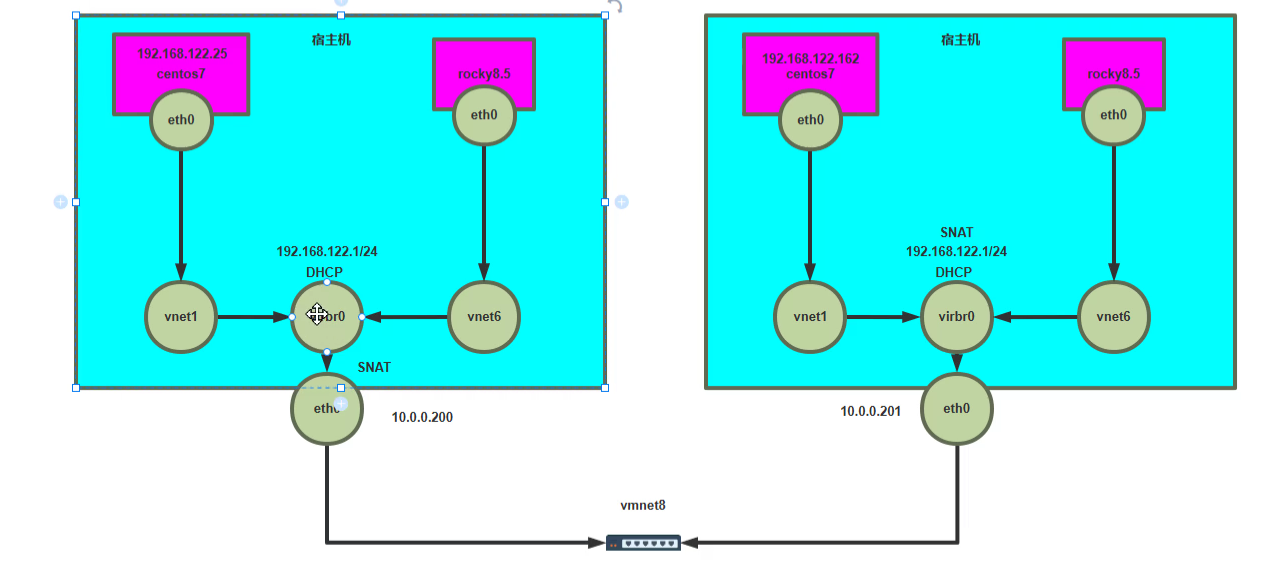 宿主机
192.168.122.25
centos7
eth0
rocky8.5
eth0
192.168.122.1/24
DHCP
vnet1
vnet6
SNAT
eth0
10.0.0.200
宿主机
192.168.122.162
centos7
eth0
rocky8.5
eth0
SNAT
192.168.122.1/24
DHCP
vnet1
virbr0
vnet6
10.0.0.201
eth0
vmnet8